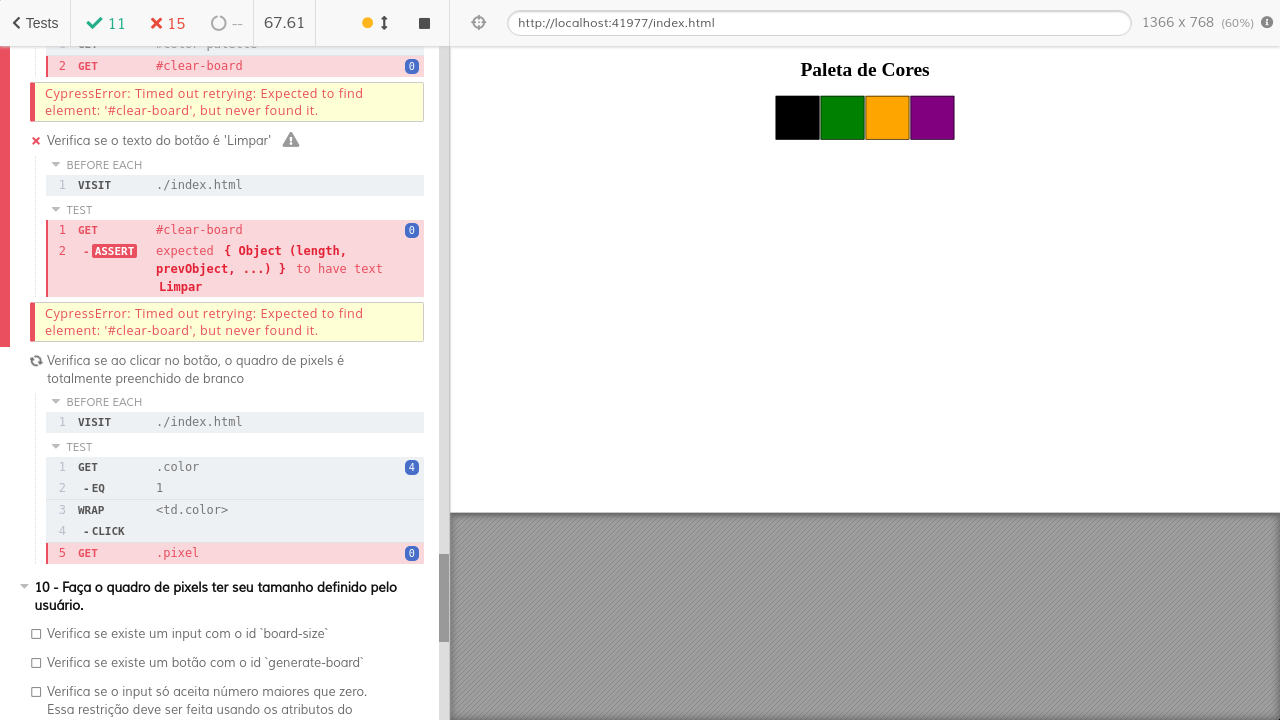 Tests 11 15 -- 67.61
http://localhost:41977/index.html 1366 x 768 (60%)
1 GET #color-palette
2 GET #clear-board 0
CypressError: Timed out retrying: Expected to find
element: '#clear-board', but never found it.
Verifica se o texto do botão é 'Limpar'
BEFORE EACH
1 VISIT ./index.html
TEST
1 GET #clear-board 0
2 -ASSERT expected { Object (length,
prevObject, ...) } to have text
Limpar
CypressError: Timed out retrying: Expected to find
element: '#clear-board', but never found it.
Verifica se ao clicar no botão, o quadro de pixels é
totalmente preenchido de branco
BEFORE EACH
1 VISIT ./index.html
TEST
1 GET .color 4
2 -EQ 1
3 WRAP <td.color>
4 -CLICK
5 GET .pixel 0
10 - Faça o quadro de pixels ter seu tamanho definido pelo
usuário.
Verifica se existe um input com o id `board-size`
Verifica se existe um botão com o id `generate-board`
Verifica se o input só aceita número maiores que zero.
Essa restrição deve ser feita usando os atributos do
Paleta de Cores